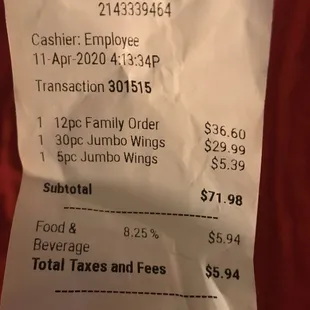 2143339464
Cashier: Employee
11-Apr-2020 4:13:34P
Transaction 301515
1 12pc Family Order $36.60
1 30pc Jumbo Wings $29.99
1 5pc Jumbo Wings $5.39
Subtotal $71.98
Food & 8.25% $5.94
Beverage
Total Taxes and Fees $5.94